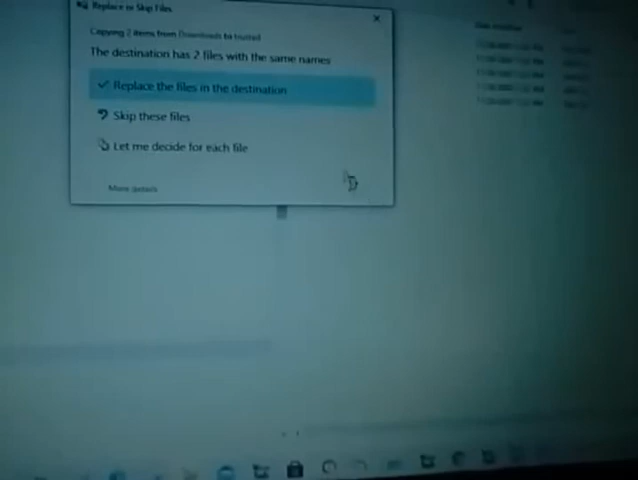 Replace or Skip Files
Copying 2 items from Downloads to trusted
The destination has 2 files with the same names
Replace the files in the destination
Skip these files
Let me decide for each file
More details